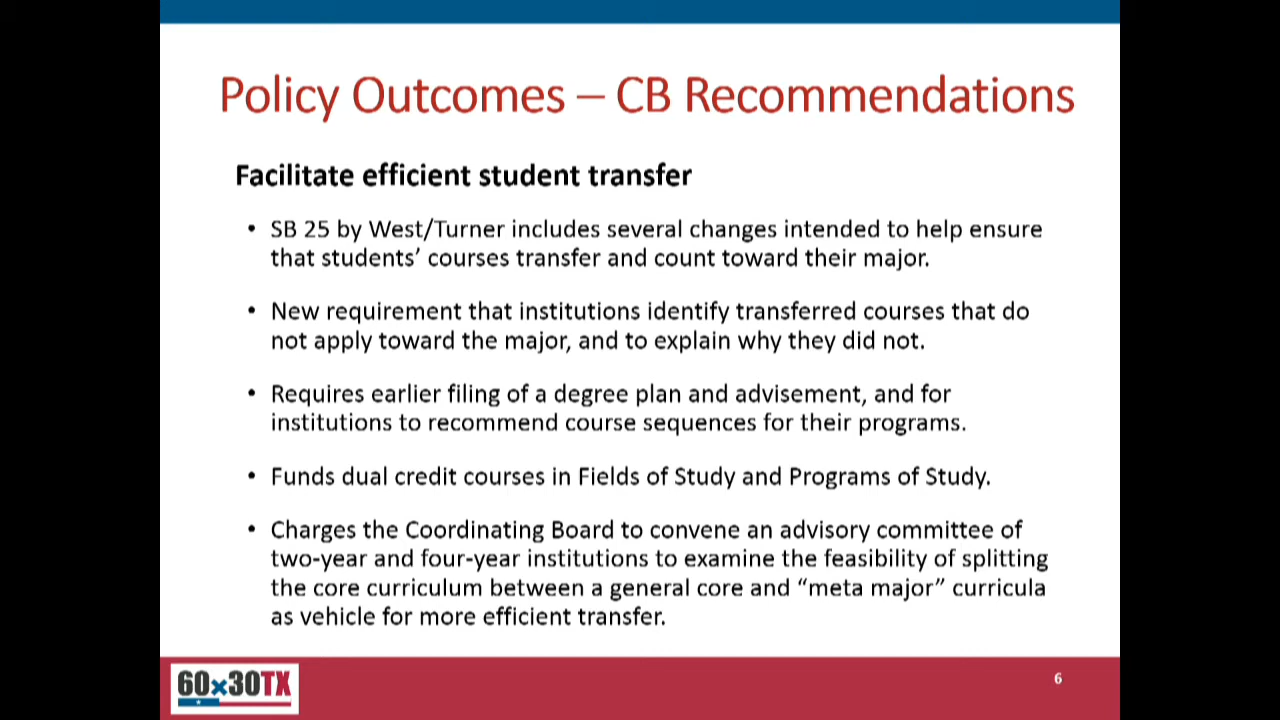 Policy Outcomes – CB Recommendations
Facilitate efficient student transfer
• SB 25 by West/Turner includes several changes intended to help ensure
that students’ courses transfer and count toward their major.
• New requirement that institutions identify transferred courses that do
not apply toward the major, and to explain why they did not.
• Requires earlier filing of a degree plan and advisement, and for
institutions to recommend course sequences for their programs.
• Funds dual credit courses in Fields of Study and Programs of Study.
• Charges the Coordinating Board to convene an advisory committee of
two-year and four-year institutions to examine the feasibility of splitting
the core curriculum between a general core and “meta major” curricula
as vehicle for more efficient transfer.
60x30TX
6